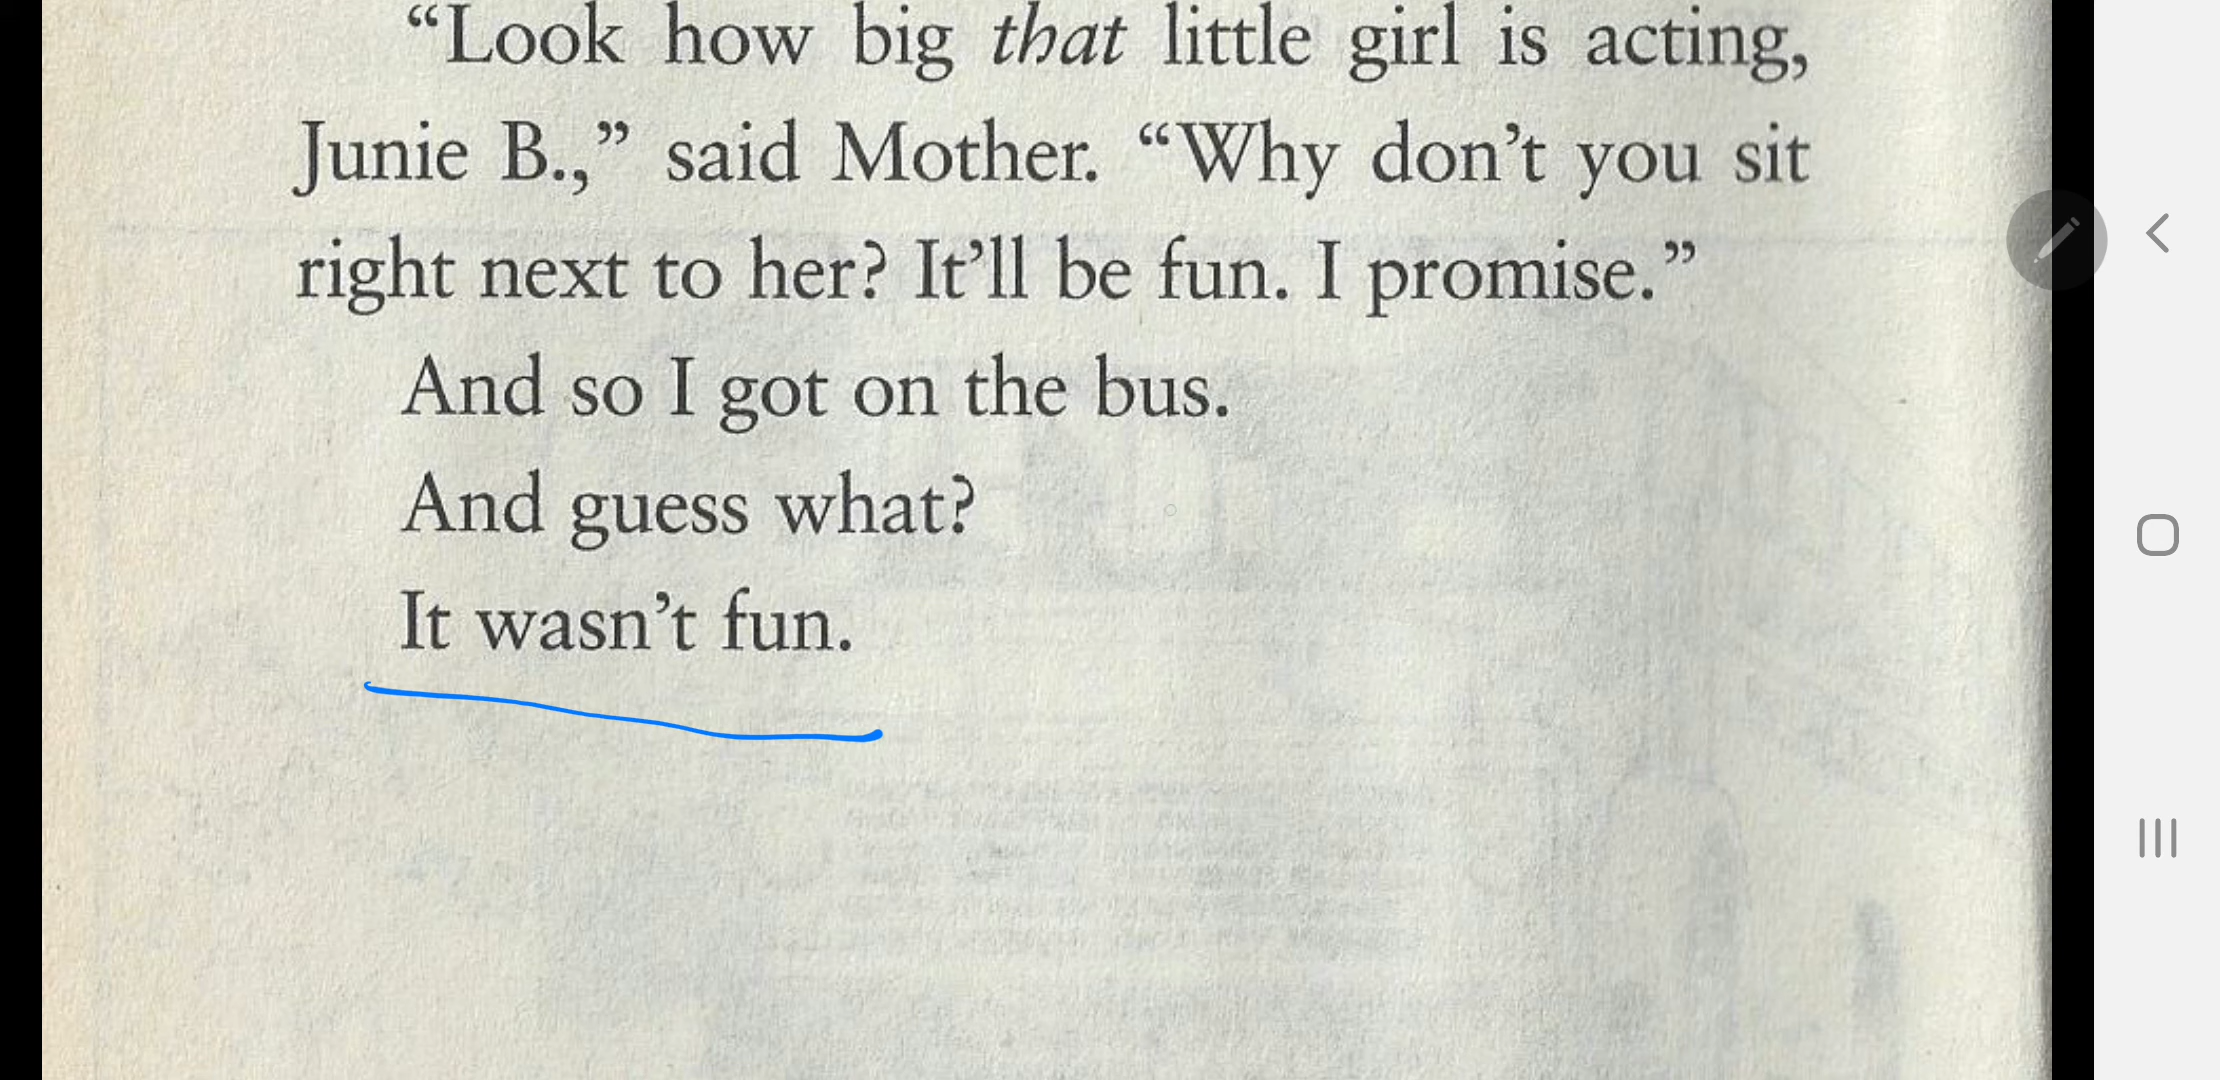 “Look how big that little girl is acting,
Junie B.,” said Mother. “Why don’t you sit
right next to her? It’ll be fun. I promise.”
And so I got on the bus.
And guess what?
It wasn’t fun.